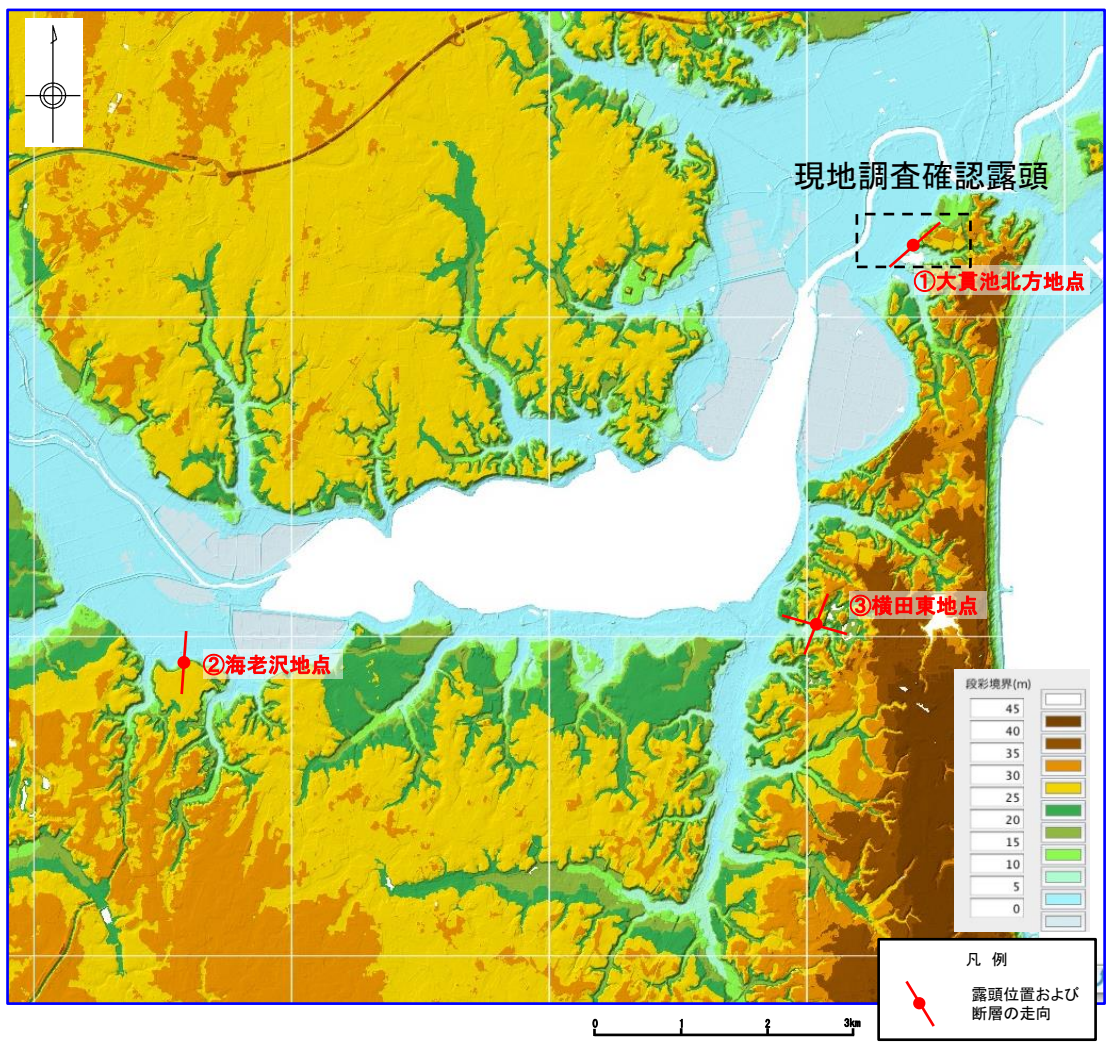 現地調査確認露頭
①大貫池北方地点
③横田東地点
②海老沢地点
段彩境界(m)
45
40
35
30
25
20
15
10
5
0
凡 例
露頭位置および
断層の走向
0 1 2 3km